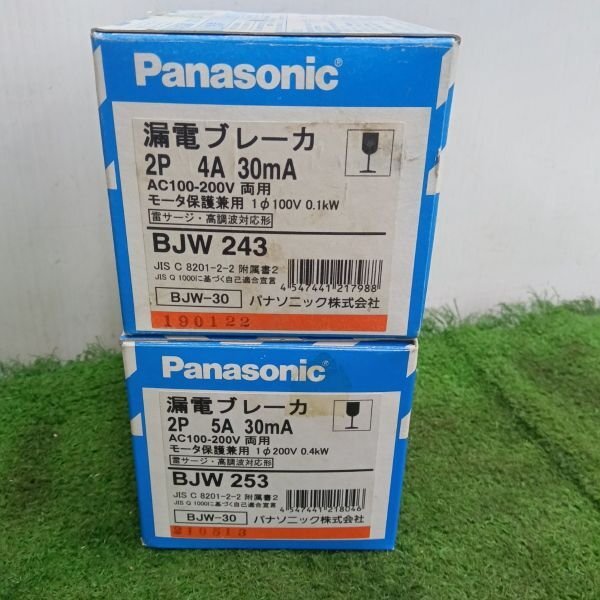 Panasonic®
漏電ブレーカ
2P 4A 30mA
AC100-200V 両用
モータ保護兼用 1φ100V 0.1kW
雷サージ・高調波対応形
BJW 243
JIS C 8201-2-2 附属書2
JIS Q 1000に基づく自己適合宣言
4 547441 217988
BJW-30 パナソニック株式会社
190122
Panasonic
漏電ブレーカ
2P 5A 30mA
AC100-200V 両用
モータ保護兼用 1φ200V 0.4kW
雷サージ・高調波対応形
BJW 253
JIS C 8201-2-2 附属書2
JIS Q 1000に基づく自己適合宣言
4 547441 218046
BJW-30 パナソニック株式会社
210813